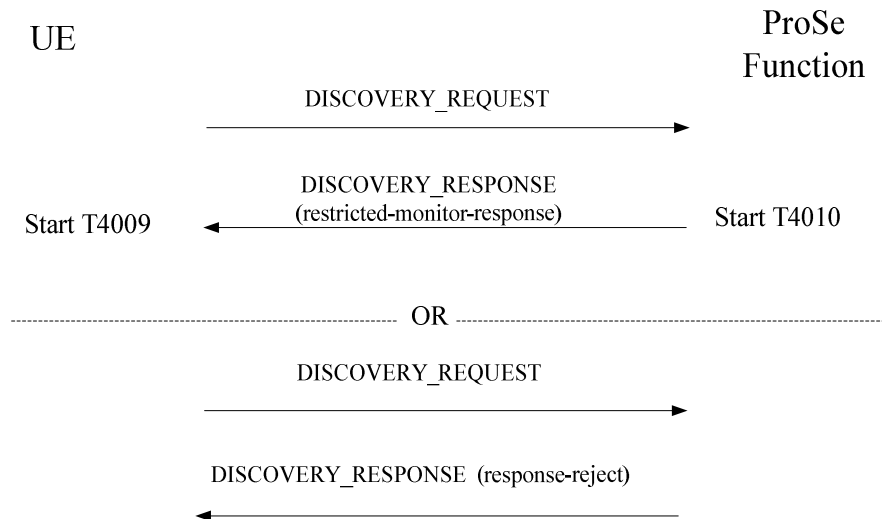 UE
ProSe
Function
DISCOVERY_REQUEST
DISCOVERY_RESPONSE
(restricted-monitor-response)
Start T4009
Start T4010
OR
DISCOVERY_REQUEST
DISCOVERY_RESPONSE (response-reject)